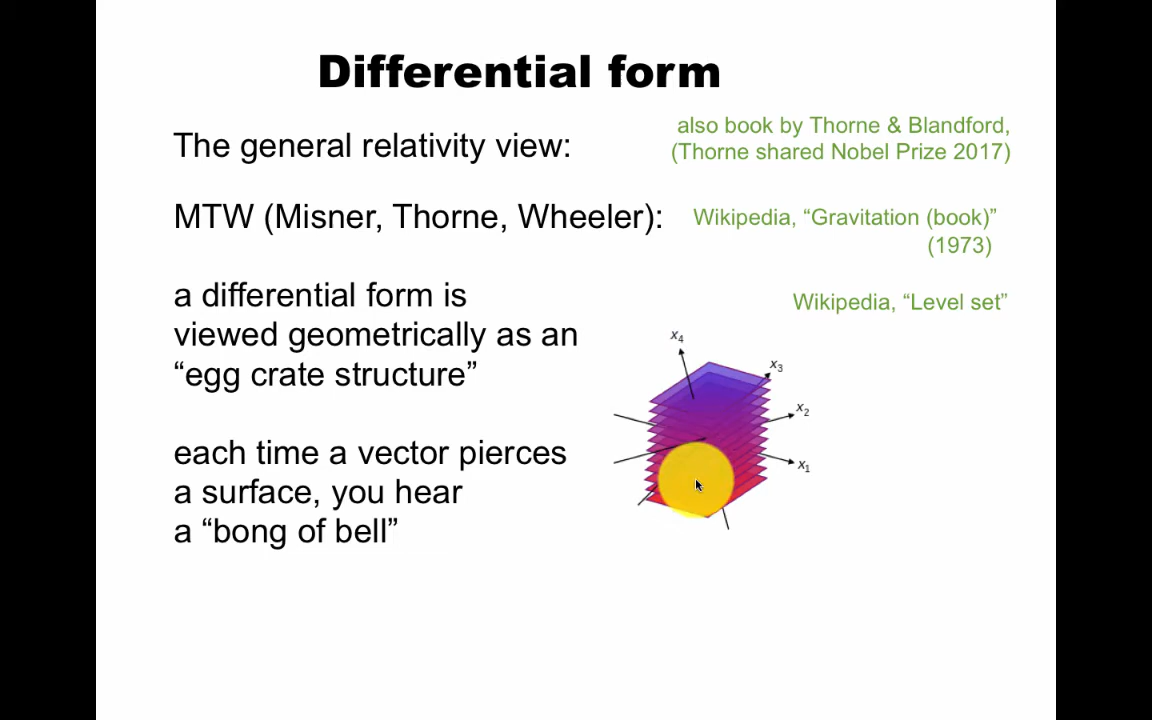 Differential form
also book by Thorne & Blandford,
The general relativity view:
(Thorne shared Nobel Prize 2017)
MTW (Misner, Thorne, Wheeler):
Wikipedia, “Gravitation (book)”
(1973)
a differential form is
Wikipedia, “Level set”
viewed geometrically as an
“egg crate structure”
x4
x3
x2
each time a vector pierces
x1
a surface, you hear
a “bong of bell”